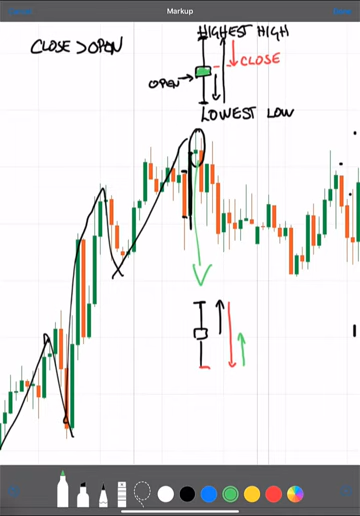 Markup
HIGHEST HIGH
CLOSE > OPEN
CLOSE
OPEN
LOWEST LOW